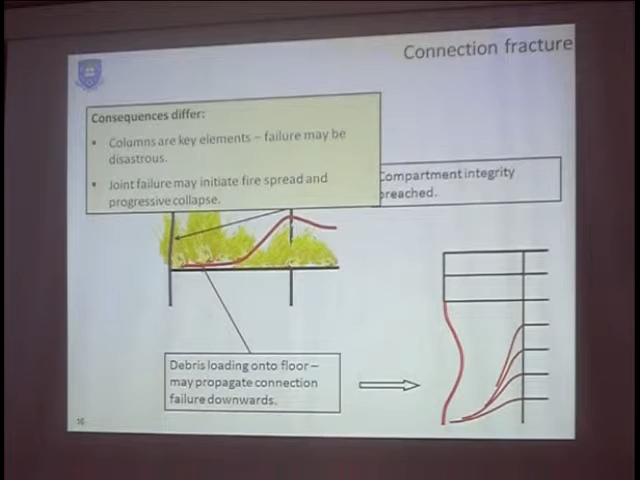 Connection fracture
Consequences differ:
• Columns are key elements – failure may be
disastrous.
• Joint failure may initiate fire spread and
progressive collapse.
Compartment integrity
breached.
Debris loading onto floor –
may propagate connection
failure downwards.
16